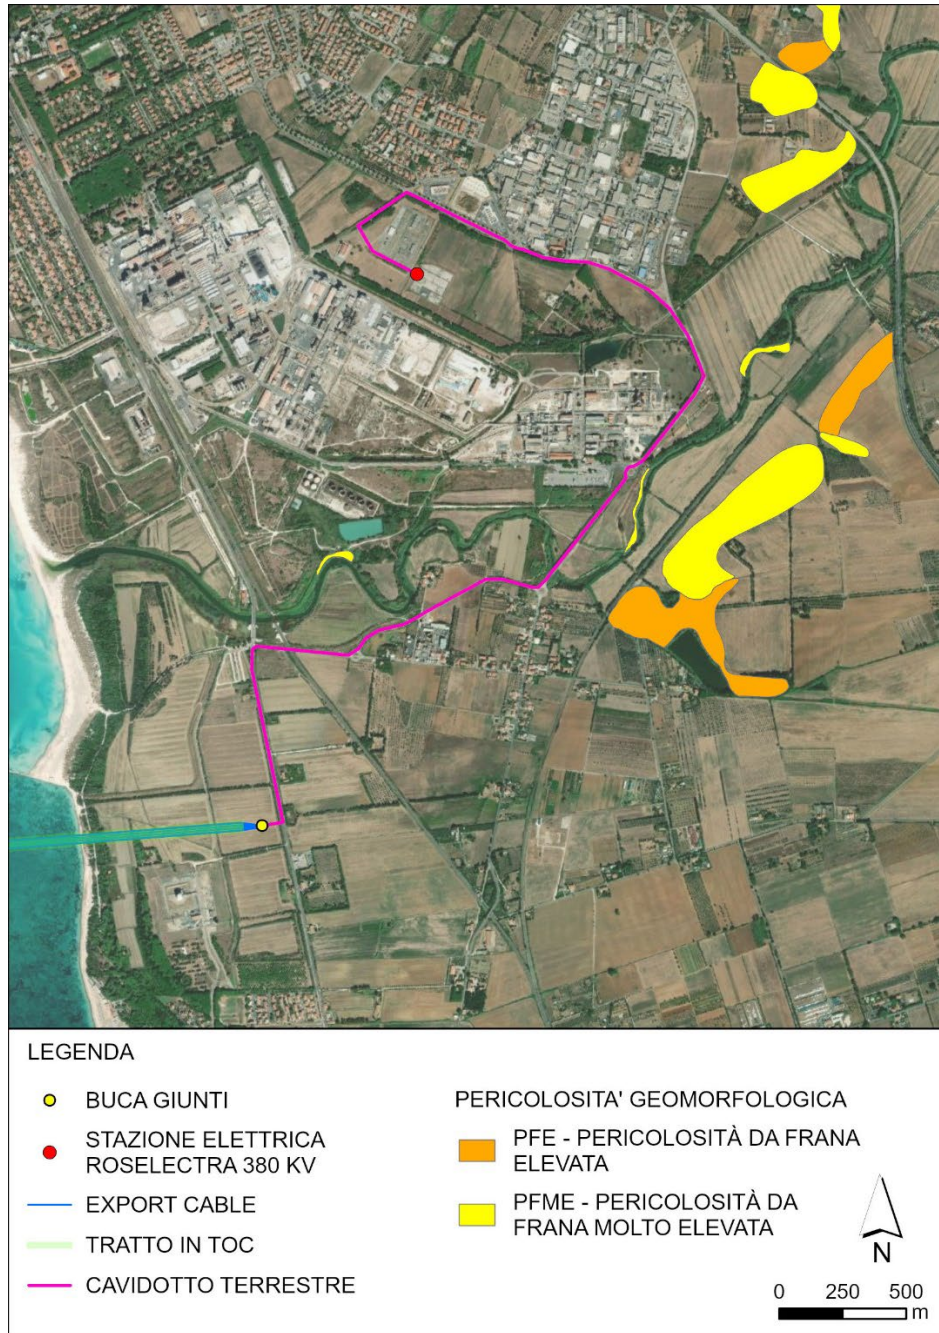 LEGENDA
BUCA GIUNTI
STAZIONE ELETTRICA
ROSELECTRA 380 KV
EXPORT CABLE
TRATTO IN TOC
CAVIDOTTO TERRESTRE
PERICOLOSITA' GEOMORFOLOGICA
PFE - PERICOLOSITÀ DA FRANA
ELEVATA
PFME - PERICOLOSITÀ DA
FRANA MOLTO ELEVATA
N
0 250 500
m